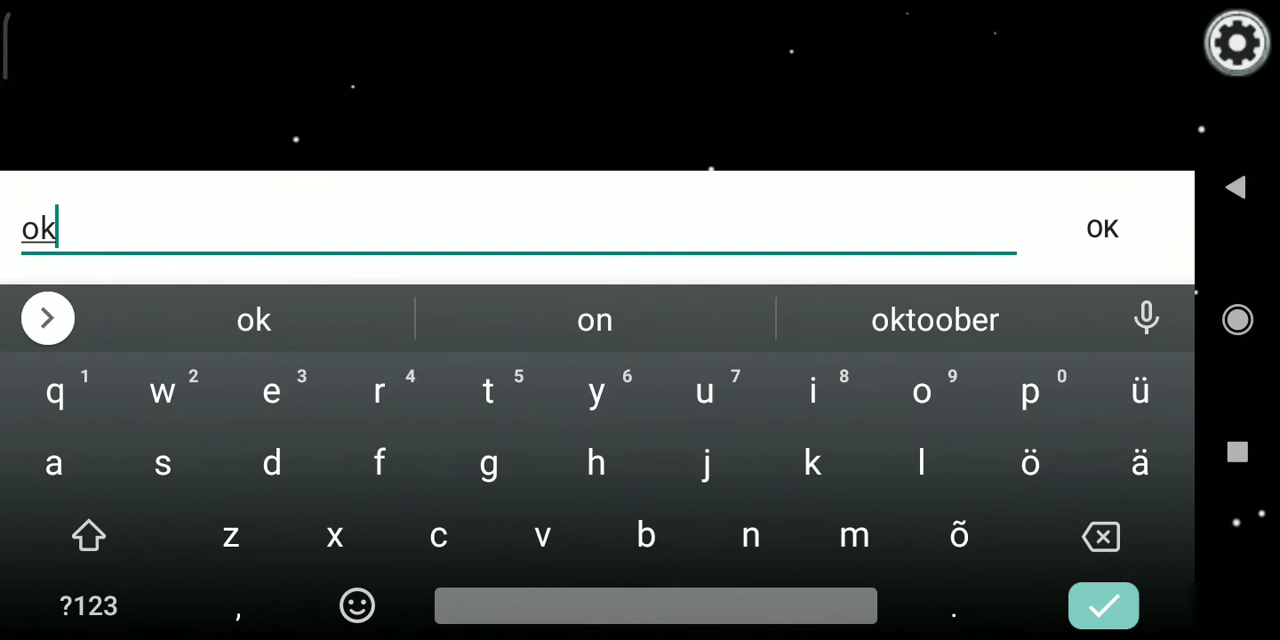 ok OK
ok on oktoober
q 1 w 2 e 3 r 4 t 5 y 6 u 7 i 8 o 9 p 0 ü
a s d f g h j k l ö ä
z x c v b n m õ
?123 , .